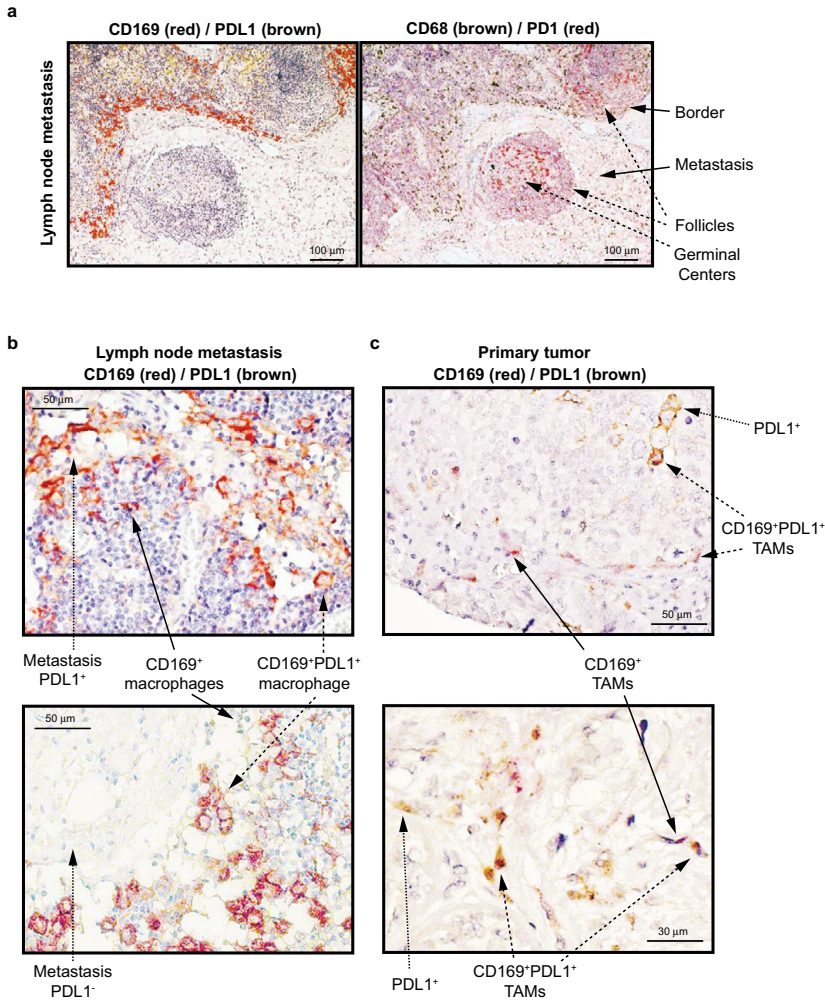 a
CD169 (red) / PDL1 (brown)
CD68 (brown) / PD1 (red)
Lymph node metastasis
Border
Metastasis
Follicles
Germinal
Centers
100 µm
100 µm
b
Lymph node metastasis
CD169 (red) / PDL1 (brown)
50 µm
Metastasis
PDL1⁺
CD169⁺
macrophages
CD169⁺PDL1⁺
macrophage
50 µm
Metastasis
PDL1⁻
c
Primary tumor
CD169 (red) / PDL1 (brown)
PDL1⁺
CD169⁺PDL1⁺
TAMs
50 µm
CD169⁺
TAMs
30 µm
PDL1⁺
CD169⁺PDL1⁺
TAMs